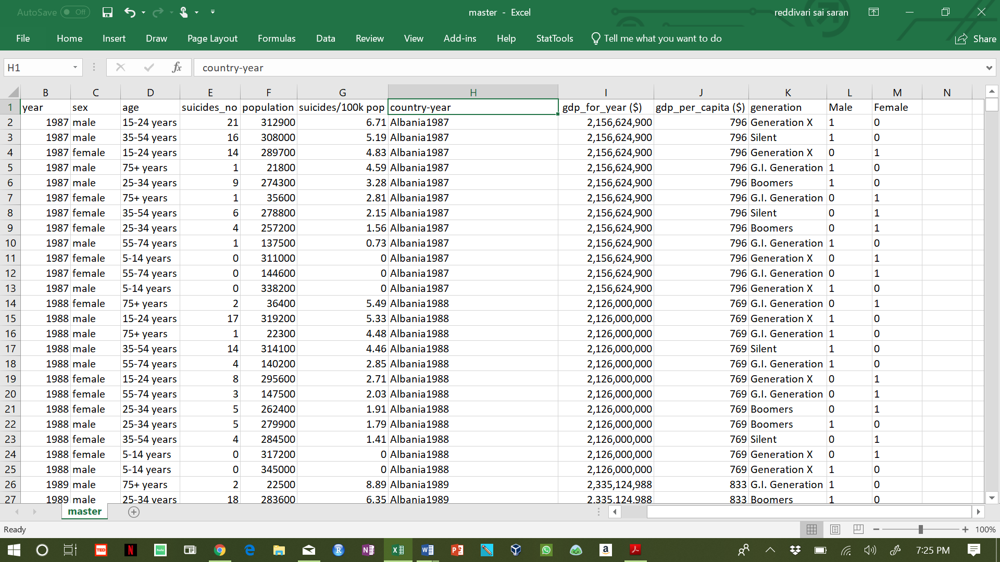 AutoSave Off master - Excel reddivari sai saran
File Home Insert Draw Page Layout Formulas Data Review View Add-ins Help StatTools Tell me what you want to do Share
H1 fx country-year
B C D E F G H I J K L M N
1 year sex age suicides_no population suicides/100k pop country-year gdp_for_year ($) gdp_per_capita ($) generation Male Female
2 1987 male 15-24 years 21 312900 6.71 Albania1987 2,156,624,900 796 Generation X 1 0
3 1987 male 35-54 years 16 308000 5.19 Albania1987 2,156,624,900 796 Silent 1 0
4 1987 female 15-24 years 14 289700 4.83 Albania1987 2,156,624,900 796 Generation X 0 1
5 1987 male 75+ years 1 21800 4.59 Albania1987 2,156,624,900 796 G.I. Generation 1 0
6 1987 male 25-34 years 9 274300 3.28 Albania1987 2,156,624,900 796 Boomers 1 0
7 1987 female 75+ years 1 35600 2.81 Albania1987 2,156,624,900 796 G.I. Generation 0 1
8 1987 female 35-54 years 6 278800 2.15 Albania1987 2,156,624,900 796 Silent 0 1
9 1987 female 25-34 years 4 257200 1.56 Albania1987 2,156,624,900 796 Boomers 0 1
10 1987 male 55-74 years 1 137500 0.73 Albania1987 2,156,624,900 796 G.I. Generation 1 0
11 1987 female 5-14 years 0 311000 0 Albania1987 2,156,624,900 796 Generation X 0 1
12 1987 female 55-74 years 0 144600 0 Albania1987 2,156,624,900 796 G.I. Generation 0 1
13 1987 male 5-14 years 0 338200 0 Albania1987 2,156,624,900 796 Generation X 1 0
14 1988 female 75+ years 2 36400 5.49 Albania1988 2,126,000,000 769 G.I. Generation 0 1
15 1988 male 15-24 years 17 319200 5.33 Albania1988 2,126,000,000 769 Generation X 1 0
16 1988 male 75+ years 1 22300 4.48 Albania1988 2,126,000,000 769 G.I. Generation 1 0
17 1988 male 35-54 years 14 314100 4.46 Albania1988 2,126,000,000 769 Silent 1 0
18 1988 male 55-74 years 4 140200 2.85 Albania1988 2,126,000,000 769 G.I. Generation 1 0
19 1988 female 15-24 years 8 295600 2.71 Albania1988 2,126,000,000 769 Generation X 0 1
20 1988 female 55-74 years 3 147500 2.03 Albania1988 2,126,000,000 769 G.I. Generation 0 1
21 1988 female 25-34 years 5 262400 1.91 Albania1988 2,126,000,000 769 Boomers 0 1
22 1988 male 25-34 years 5 279900 1.79 Albania1988 2,126,000,000 769 Boomers 1 0
23 1988 female 35-54 years 4 284500 1.41 Albania1988 2,126,000,000 769 Silent 0 1
24 1988 female 5-14 years 0 317200 0 Albania1988 2,126,000,000 769 Generation X 0 1
25 1988 male 5-14 years 0 345000 0 Albania1988 2,126,000,000 769 Generation X 1 0
26 1989 male 75+ years 2 22500 8.89 Albania1989 2,335,124,988 833 G.I. Generation 1 0
27 1989 male 25-34 years 18 283600 6.35 Albania1989 2,335,124,988 833 Boomers 1 0
master
Ready 100%
TED N hulu R N X W P a 7:25 PM